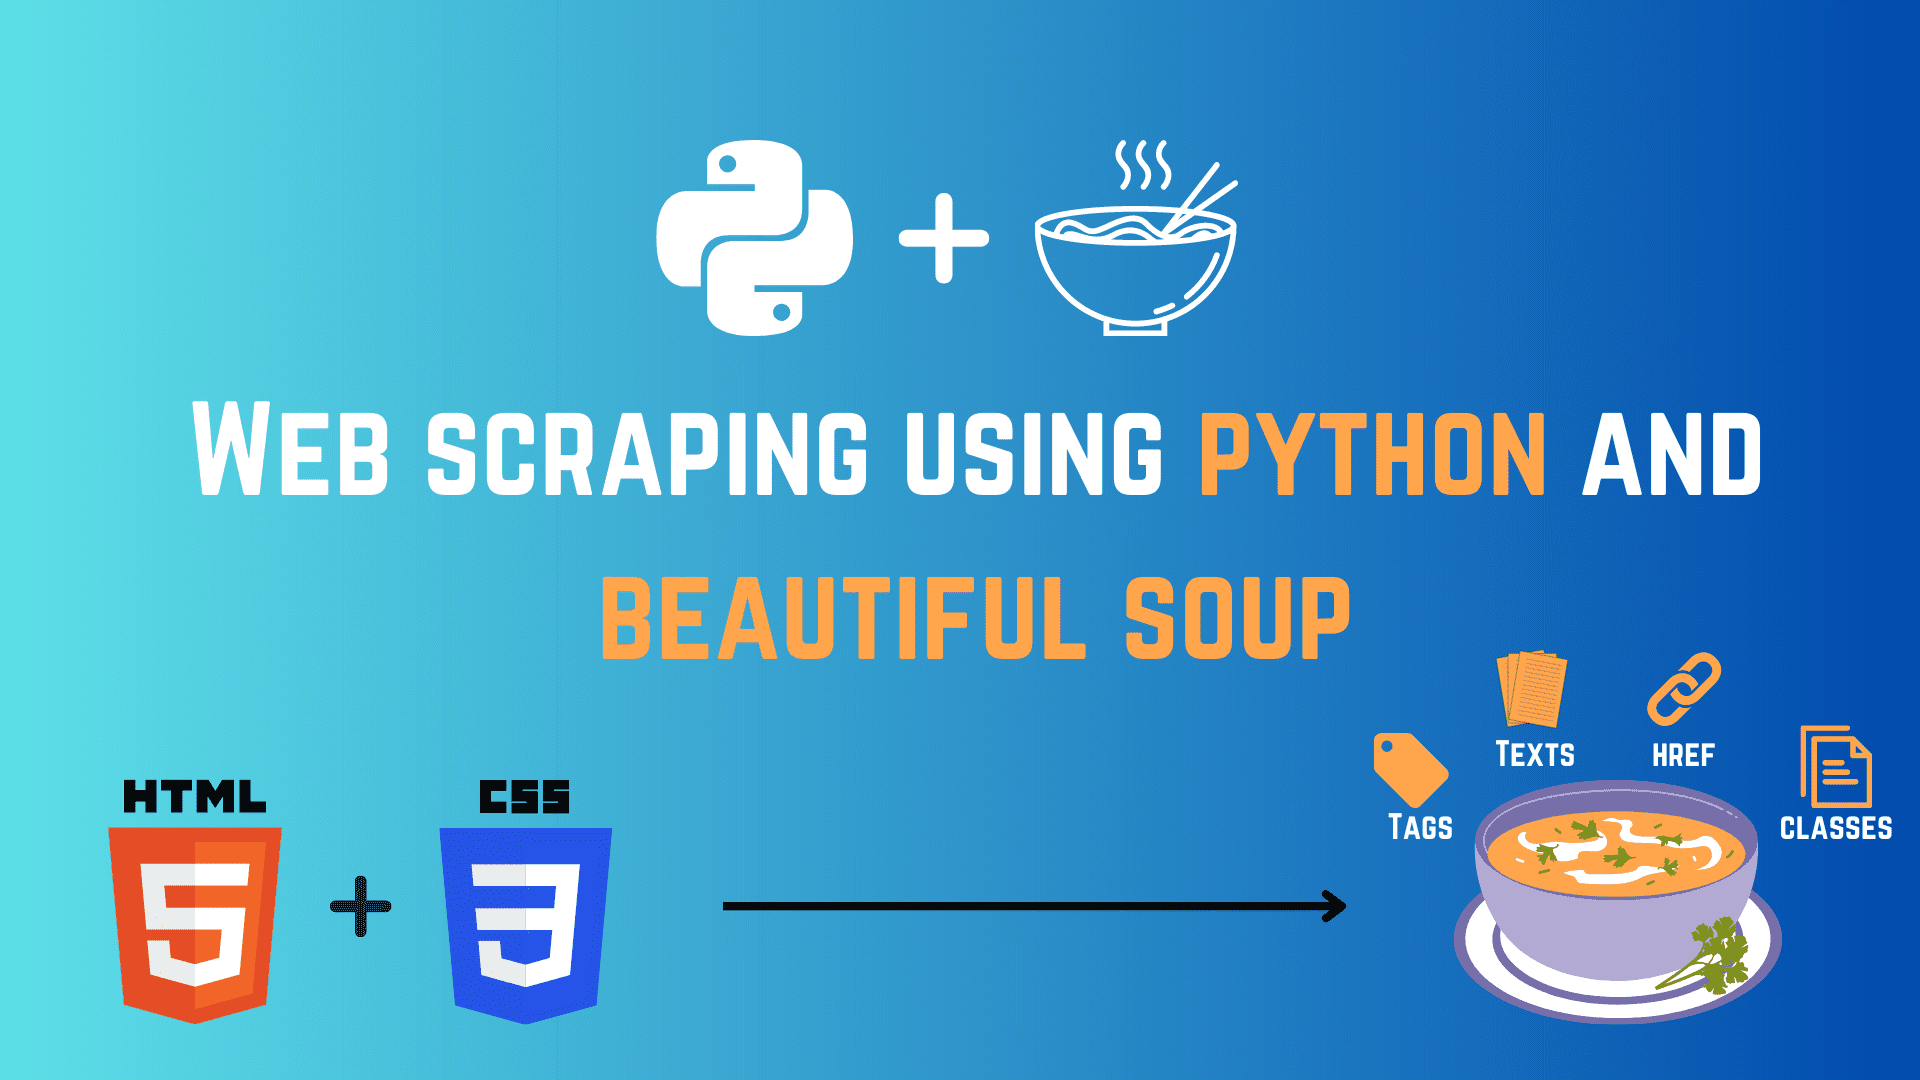 Web scraping using python and
beautiful soup
Texts
href
Tags
classes
HTML
CSS
5
3